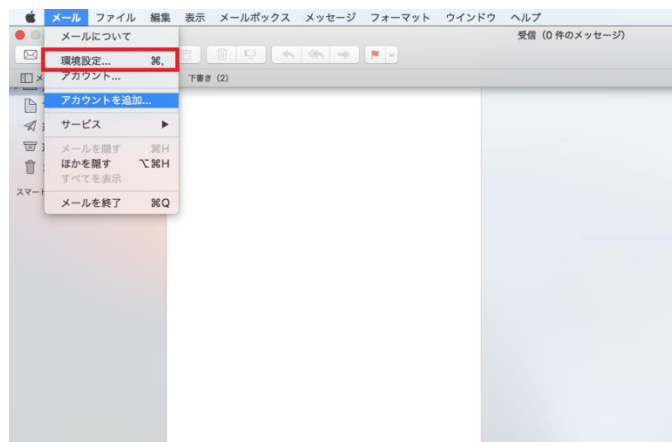 メール ファイル 編集 表示 メールボックス メッセージ フォーマット ウインドウ ヘルプ
受信（0 件のメッセージ）
メールについて
環境設定... ⌘,
アカウント...
下書き (2)
アカウントを追加...
サービス ▶
メールを隠す ⌘H
ほかを隠す ⌥⌘H
すべてを表示
メールを終了 ⌘Q